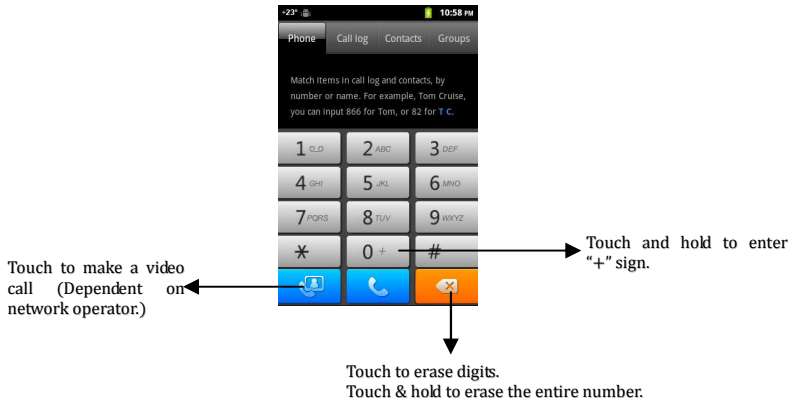 +23° 10:58 PM
Phone Call log Contacts Groups
Match items in call log and contacts, by
number or name. For example, Tom Cruise,
you can input 866 for Tom, or 82 for T C.
1 2 ABC 3 DEF
4 GHI 5 JKL 6 MNO
7 PQRS 8 TUV 9 WXYZ
* 0 + #
Touch and hold to enter
“+” sign.
Touch to make a video
call (Dependent on
network operator.)
Touch to erase digits.
Touch & hold to erase the entire number.